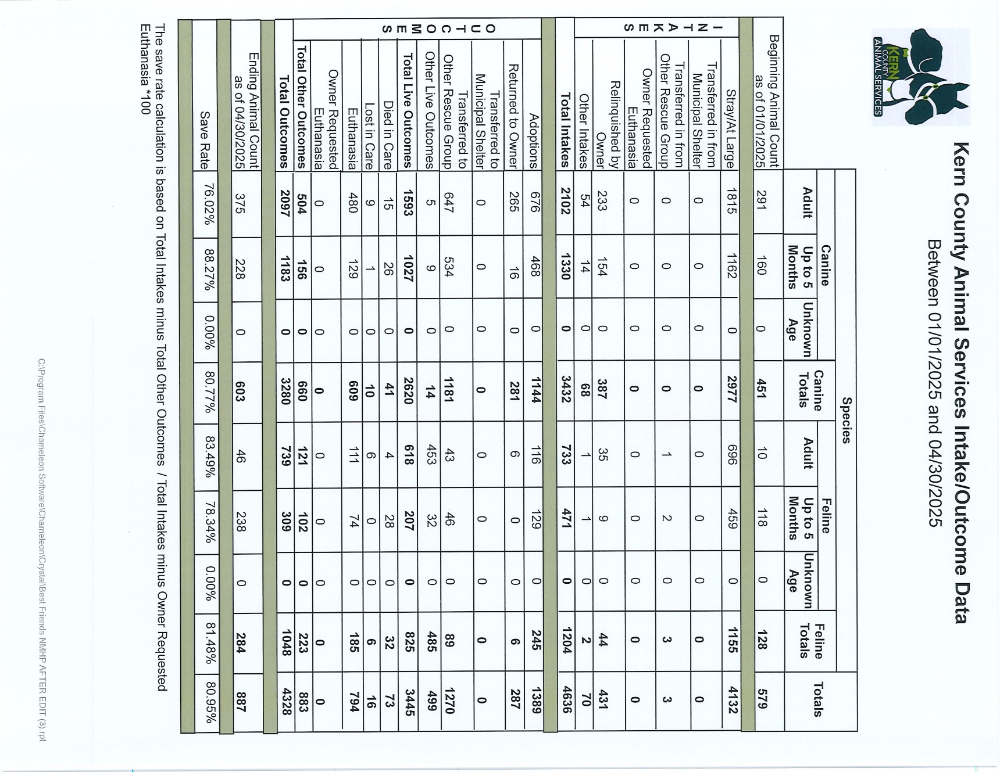 KERN
COUNTY
ANIMAL SERVICES
Kern County Animal Services Intake/Outcome Data
Between 01/01/2025 and 04/30/2025
Species
Canine Canine Totals Feline Feline Totals Totals
Adult Up to 5 Months Unknown Age Adult Up to 5 Months Unknown Age
Beginning Animal Count
as of 01/01/2025 291 160 0 451 10 118 0 128 579
INTAKES
Stray/At Large 1815 1162 0 2977 696 459 0 1155 4132
Transferred in from
Municipal Shelter 0 0 0 0 0 0 0 0 0
Transferred in from
Other Rescue Group 0 0 0 0 1 2 0 3 3
Owner Requested
Euthanasia 0 0 0 0 0 0 0 0 0
Relinquished by
Owner 233 154 0 387 35 9 0 44 431
Other Intakes 54 14 0 68 1 1 0 2 70
Total Intakes 2102 1330 0 3432 733 471 0 1204 4636
OUTCOMES
Adoptions 676 468 0 1144 116 129 0 245 1389
Returned to Owner 265 16 0 281 6 0 0 6 287
Transferred to
Municipal Shelter 0 0 0 0 0 0 0 0 0
Transferred to
Other Rescue Group 647 534 0 1181 43 46 0 89 1270
Other Live Outcomes 5 9 0 14 453 32 0 485 499
Total Live Outcomes 1593 1027 0 2620 618 207 0 825 3445
Died in Care 15 26 0 41 4 28 0 32 73
Lost in Care 9 1 0 10 6 0 0 6 16
Euthanasia 480 129 0 609 111 74 0 185 794
Owner Requested
Euthanasia 0 0 0 0 0 0 0 0 0
Total Other Outcomes 504 156 0 660 121 102 0 223 883
Total Outcomes 2097 1183 0 3280 739 309 0 1048 4328
Ending Animal Count
as of 04/30/2025 375 228 0 603 46 238 0 284 887
Save Rate 76.02% 88.27% 0.00% 80.77% 83.49% 78.34% 0.00% 81.48% 80.95%
The save rate calculation is based on Total Intakes minus Total Other Outcomes / Total Intakes minus Owner Requested
Euthanasia *100
C:\Program Files\Chameleon Software\Chameleon\Crystal\Best Friends NMHP AFTER EDIT (3).rpt